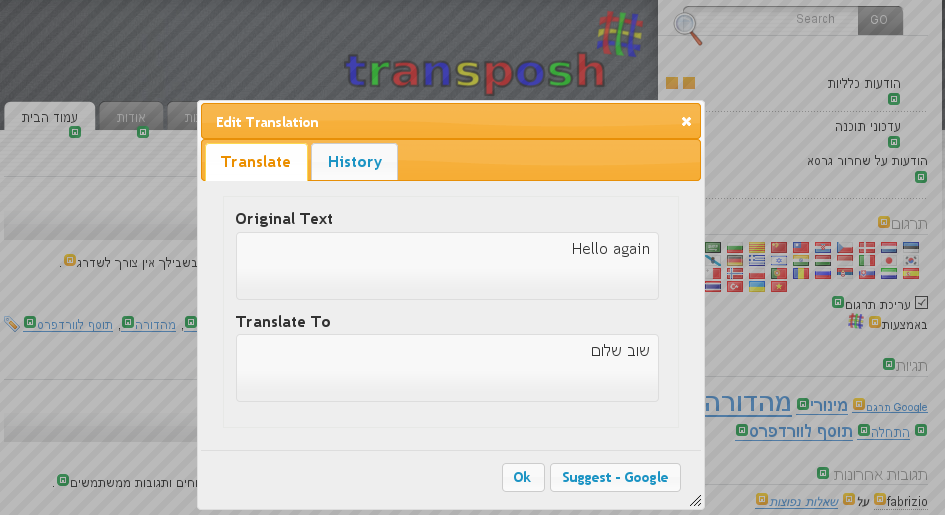 transposh
Search
GO
הודעות כלליות
עדכוני תוכנה
הודעות על שחרור גרסא
עמוד הבית
אודות
Edit Translation
Translate
History
Original Text
Hello again
Translate To
שוב שלום
Ok
Suggest - Google
בשבילך אין צורך לשדרג.
מהדורה, תוסף לוורדפרס
חים ותגובות ממשתמשים.
תרגום
עריכת תרגום
באמצעות
תגיות
Google תרגם מינורי מהדורה
התחלה תוסף לוורדפרס
תגובות אחרונות
fabrizio על שאלות נפוצות